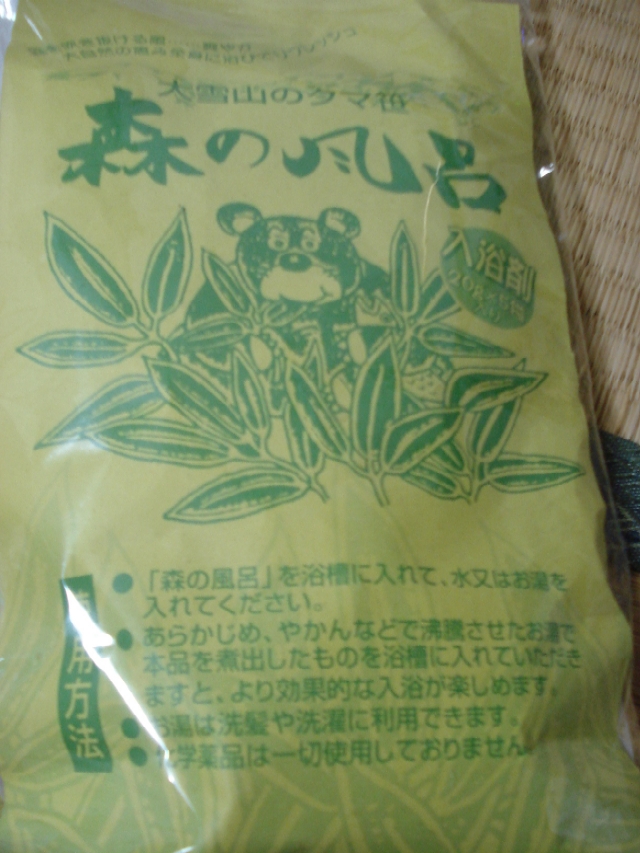 大雪山のクマ笹
森の風呂
入浴剤
使用方法
●「森の風呂」を浴槽に入れて、水又はお湯を
入れてください。
●あらかじめ、やかんなどで沸騰させたお湯で
本品を煮出したものを浴槽に入れていただき
ますと、より効果的な入浴が楽しめます。
●お湯は洗髪や洗濯に利用できます。
●化学薬品は一切使用しておりません